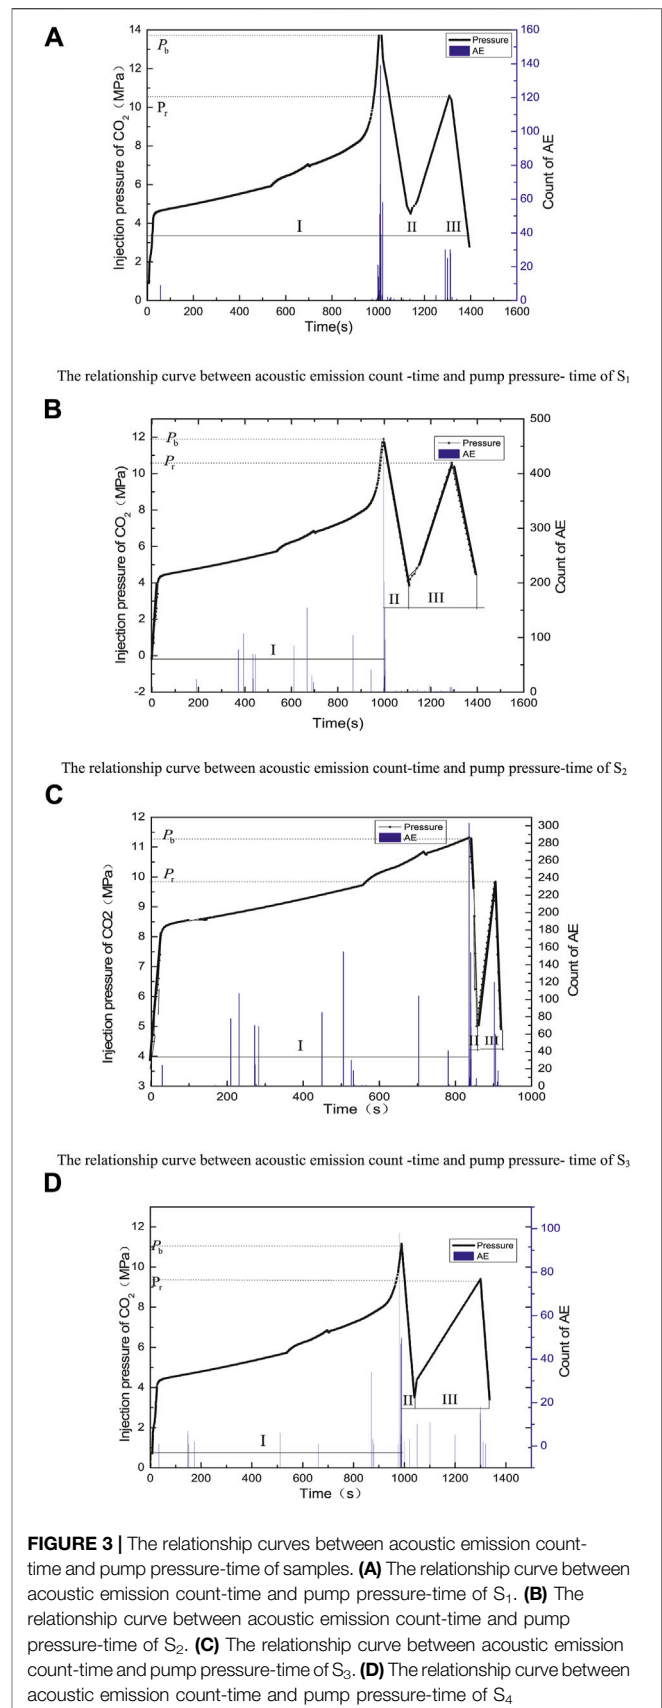 A
14
12
10
8
6
4
2
0
Injection pressure of CO2 (MPa)
Pb
Pr
Pressure
AE
I
II
III
160
140
120
100
80
60
40
20
0
Count of AE
0 200 400 600 800 1000 1200 1400 1600
Time(s)
The relationship curve between acoustic emission count -time and pump pressure- time of S1
B
12
10
8
6
4
2
0
-2
Injection pressure of CO2 (MPa)
Pb
Pr
Pressure
AE
I
II
III
500
400
300
200
100
0
Count of AE
0 200 400 600 800 1000 1200 1400 1600
Time(s)
The relationship curve between acoustic emission count-time and pump pressure-time of S2
C
12
11
10
9
8
7
6
5
4
3
Injection pressure of CO2 (MPa)
Pb
Pr
Pressure
AE
I
II
III
300
280
260
240
220
200
180
160
140
120
100
80
60
40
20
0
Count of AE
0 200 400 600 800 1000
Time (s)
The relationship curve between acoustic emission count -time and pump pressure- time of S3
D
12
10
8
6
4
2
0
Injection pressure of CO2 (MPa)
Pb
Pr
Pressure
AE
I
II
III
100
80
60
40
20
0
Count of AE
0 200 400 600 800 1000 1200 1400
Time (s)
FIGURE 3 | The relationship curves between acoustic emission count-
time and pump pressure-time of samples. (A) The relationship curve between
acoustic emission count-time and pump pressure-time of S1. (B) The
relationship curve between acoustic emission count-time and pump
pressure-time of S2. (C) The relationship curve between acoustic emission
count-time and pump pressure-time of S3. (D) The relationship curve between
acoustic emission count-time and pump pressure-time of S4